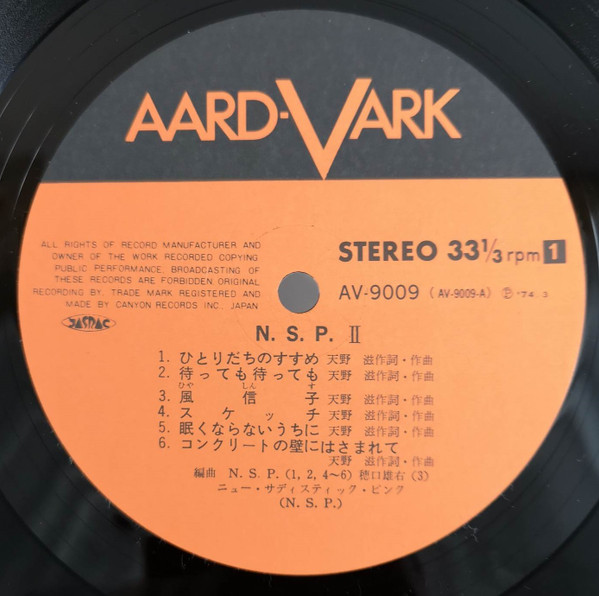 AARD-VARK
ALL RIGHTS OF RECORD MANUFACTURER AND
OWNER OF THE WORK RECORDED COPYING
PUBLIC PERFORMANCE, BROADCASTING OF
THESE RECORDS ARE FORBIDDEN ORIGINAL
RECORDING BY, TRADE MARK REGISTERED AND
MADE BY CANYON RECORDS INC., JAPAN
JASRAC
STEREO 33 1/3 rpm 1
AV-9009 (AV-9009-A) Ⓟ '74. 3
N. S. P. Ⅱ
1. ひとりだちのすすめ 天野 滋作詞・作曲
2. 待っても待っても 天野 滋作詞・作曲
ひや しん す
3. 風信子 天野 滋作詞・作曲
4. スケッチ 天野 滋作詞・作曲
5. 眠くならないうちに 天野 滋作詞・作曲
6. コンクリートの壁にはさまれて
天野 滋作詞・作曲
編曲 N. S. P. (1, 2, 4~6) 穂口雄右 (3)
ニュー・サディスティック・ピンク
(N. S. P.)